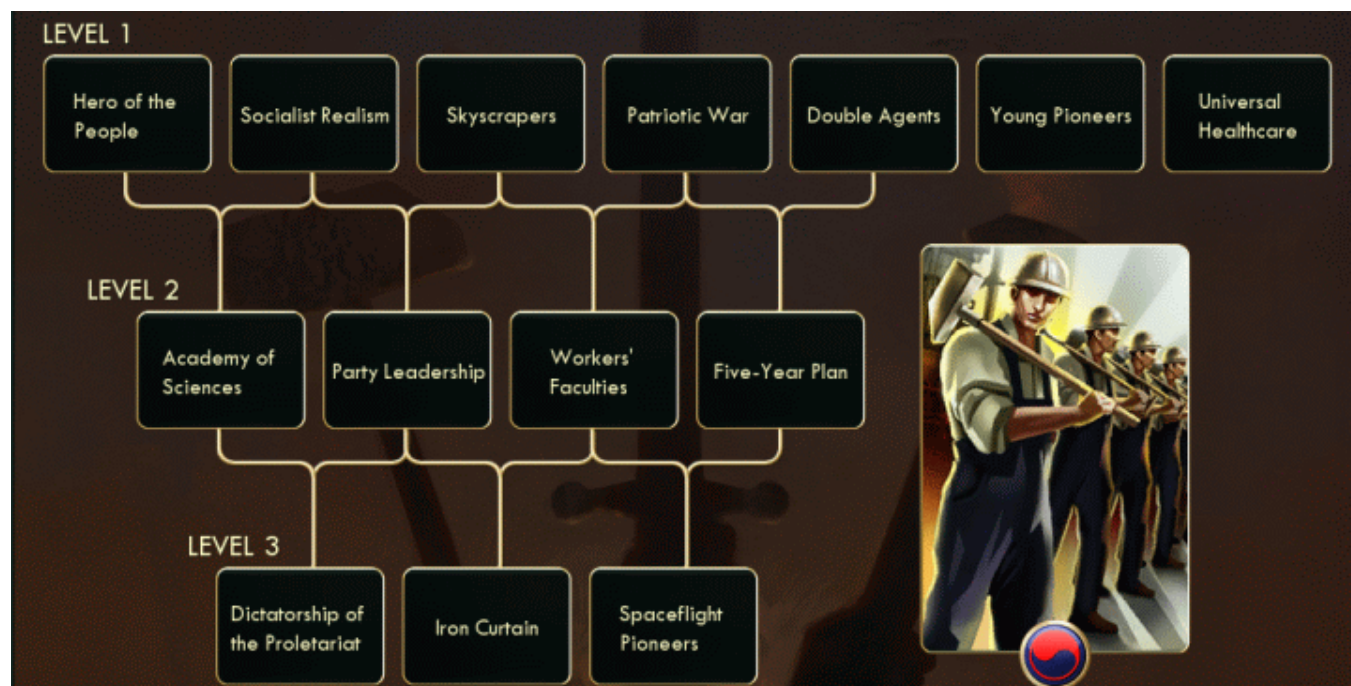 LEVEL 1
Hero of the
People
Socialist Realism
Skyscrapers
Patriotic War
Double Agents
Young Pioneers
Universal
Healthcare
LEVEL 2
Academy of
Sciences
Party Leadership
Workers'
Faculties
Five-Year Plan
LEVEL 3
Dictatorship of
the Proletariat
Iron Curtain
Spaceflight
Pioneers